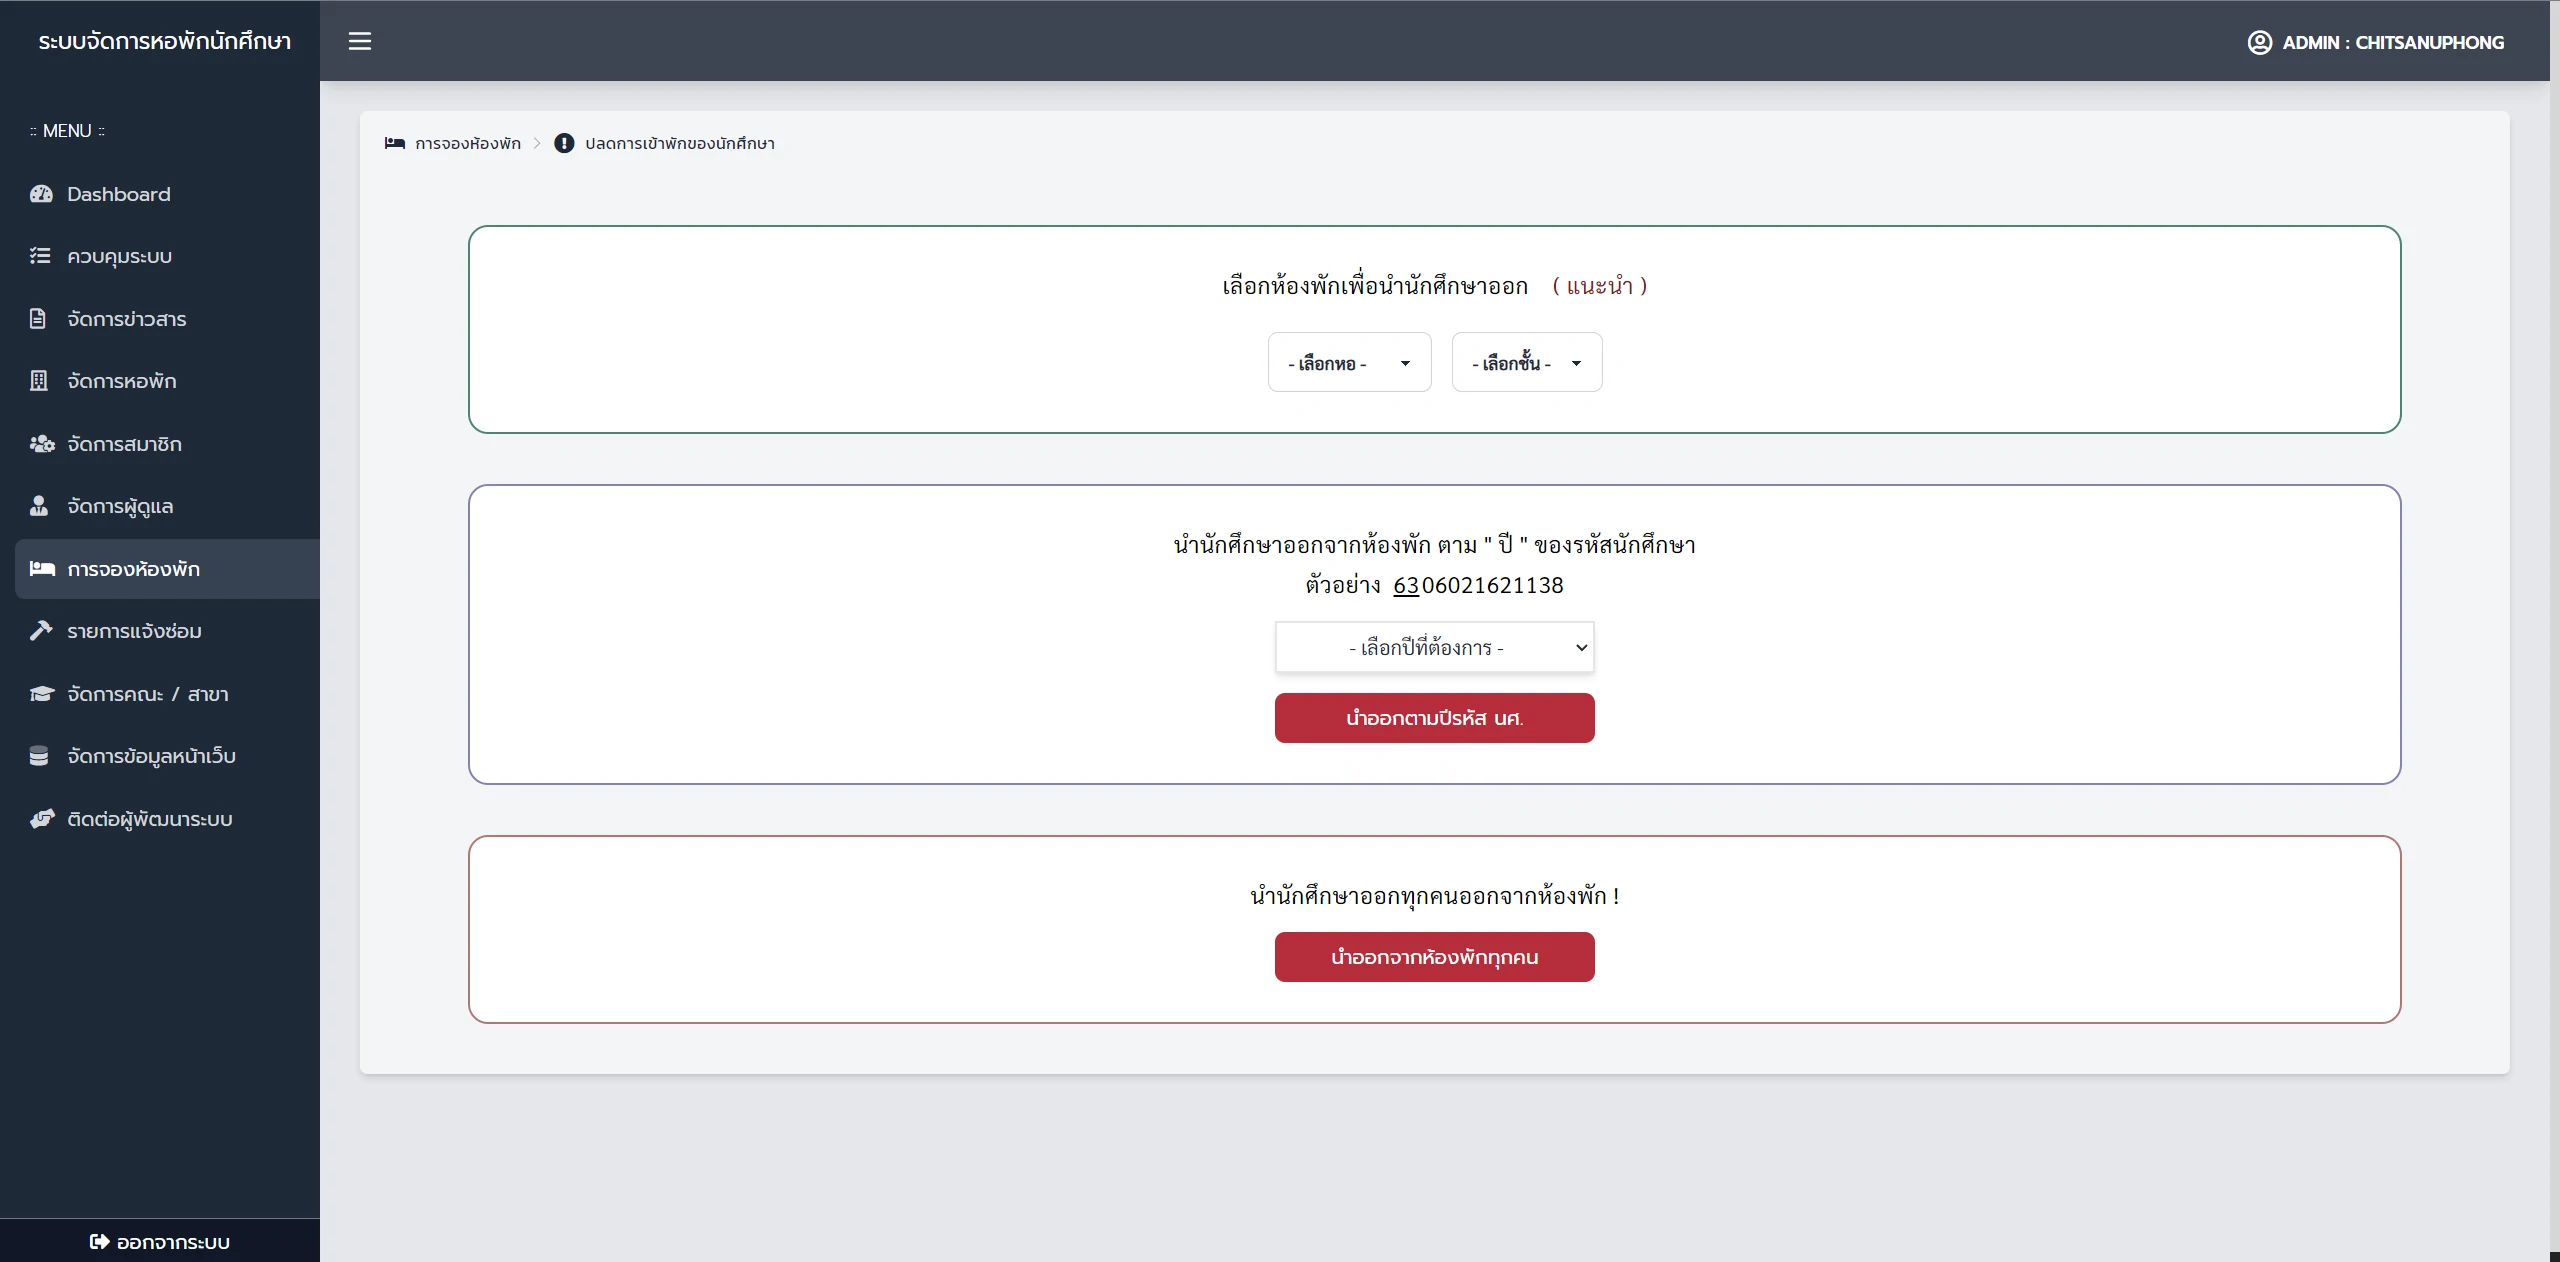 ระบบจัดการหอพักนักศึกษา
ADMIN : CHITSANUPHONG
:: MENU ::
Dashboard
ควบคุมระบบ
จัดการข่าวสาร
จัดการหอพัก
จัดการสมาชิก
จัดการผู้ดูแล
การจองห้องพัก
รายการแจ้งซ่อม
จัดการคณะ / สาขา
จัดการข้อมูลหน้าเว็บ
ติดต่อผู้พัฒนาระบบ
ออกจากระบบ
การจองห้องพัก > ปลดการเข้าพักของนักศึกษา
เลือกห้องพักเพื่อนำนักศึกษาออก ( แนะนำ )
- เลือกหอ - - เลือกชั้น -
นำนักศึกษาออกจากห้องพัก ตาม " ปี " ของรหัสนักศึกษา
ตัวอย่าง 6306021621138
- เลือกปีที่ต้องการ -
นำออกตามปีรหัส นศ.
นำนักศึกษาออกทุกคนออกจากห้องพัก !
นำออกจากห้องพักทุกคน